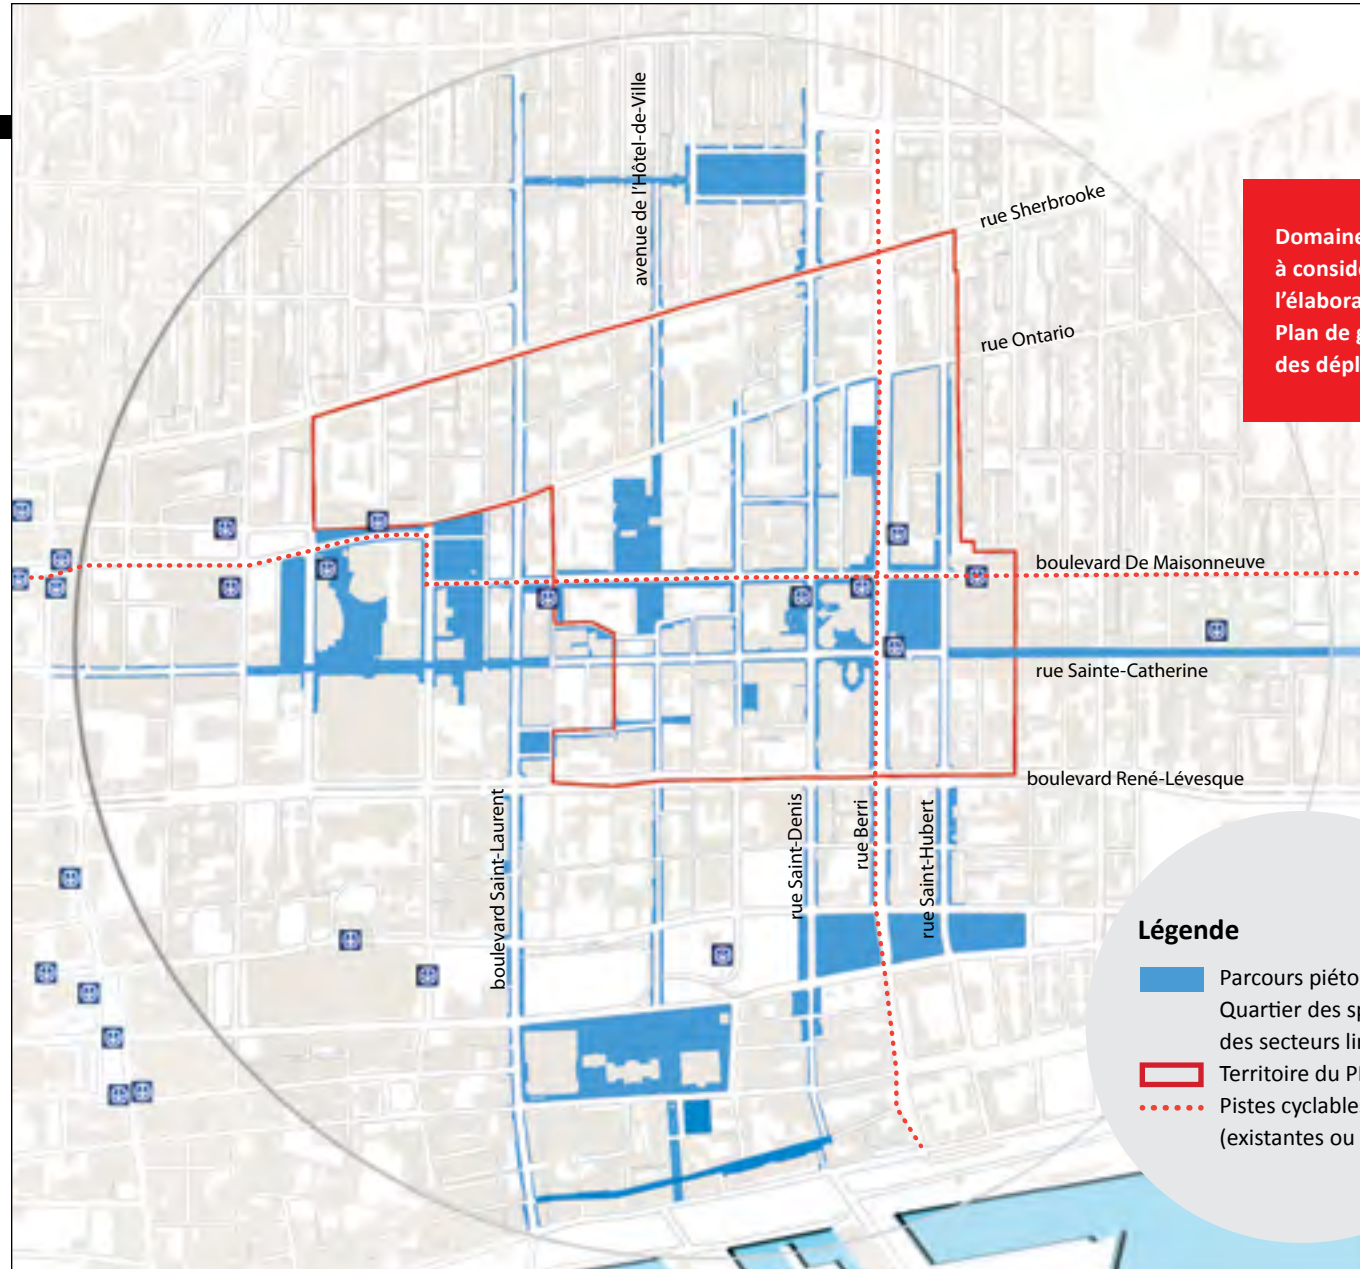 avenue de l'Hôtel-de-Ville
rue Sherbrooke
Domaine
à considé
l'élabora
Plan de g
des dépl
rue Ontario
boulevard De Maisonneuve
rue Sainte-Catherine
boulevard René-Lévesque
boulevard Saint-Laurent
rue Saint-Denis
rue Berri
rue Saint-Hubert
Légende
Parcours piéto
Quartier des sp
des secteurs li
Territoire du P
Pistes cyclable
(existantes ou